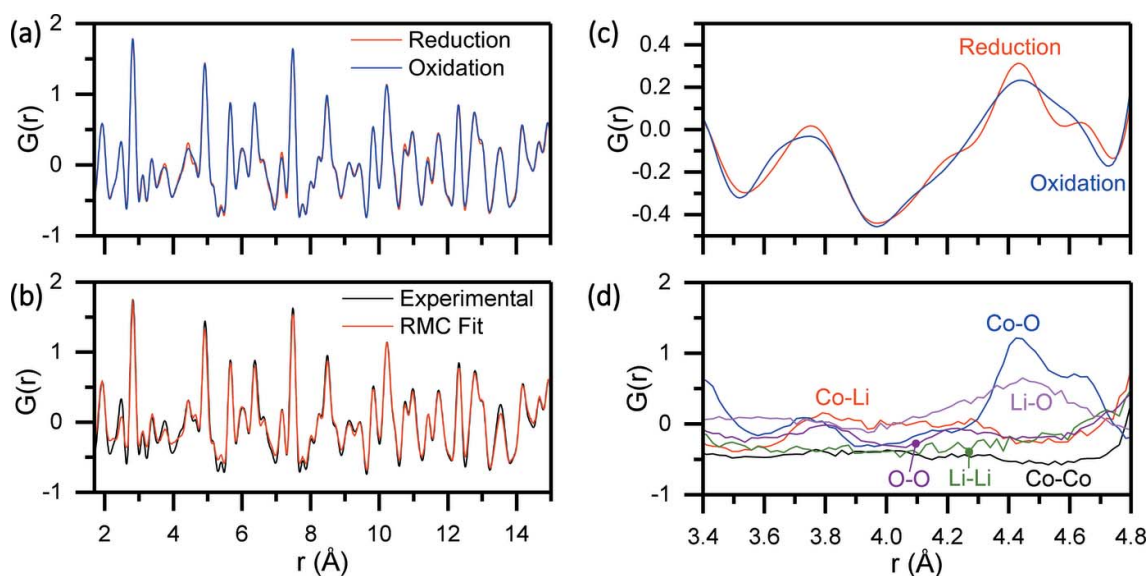 (a)
2
1
0
-1
G(r)
Reduction
Oxidation
(b)
2
1
0
-1
G(r)
Experimental
RMC Fit
2 4 6 8 10 12 14
r (Å)
(c)
0.4
0.2
0.0
-0.2
-0.4
G(r)
Reduction
Oxidation
(d)
2
1
0
-1
G(r)
Co-O
Co-Li
Li-O
O-O
Li-Li
Co-Co
3.4 3.6 3.8 4.0 4.2 4.4 4.6 4.8
r (Å)